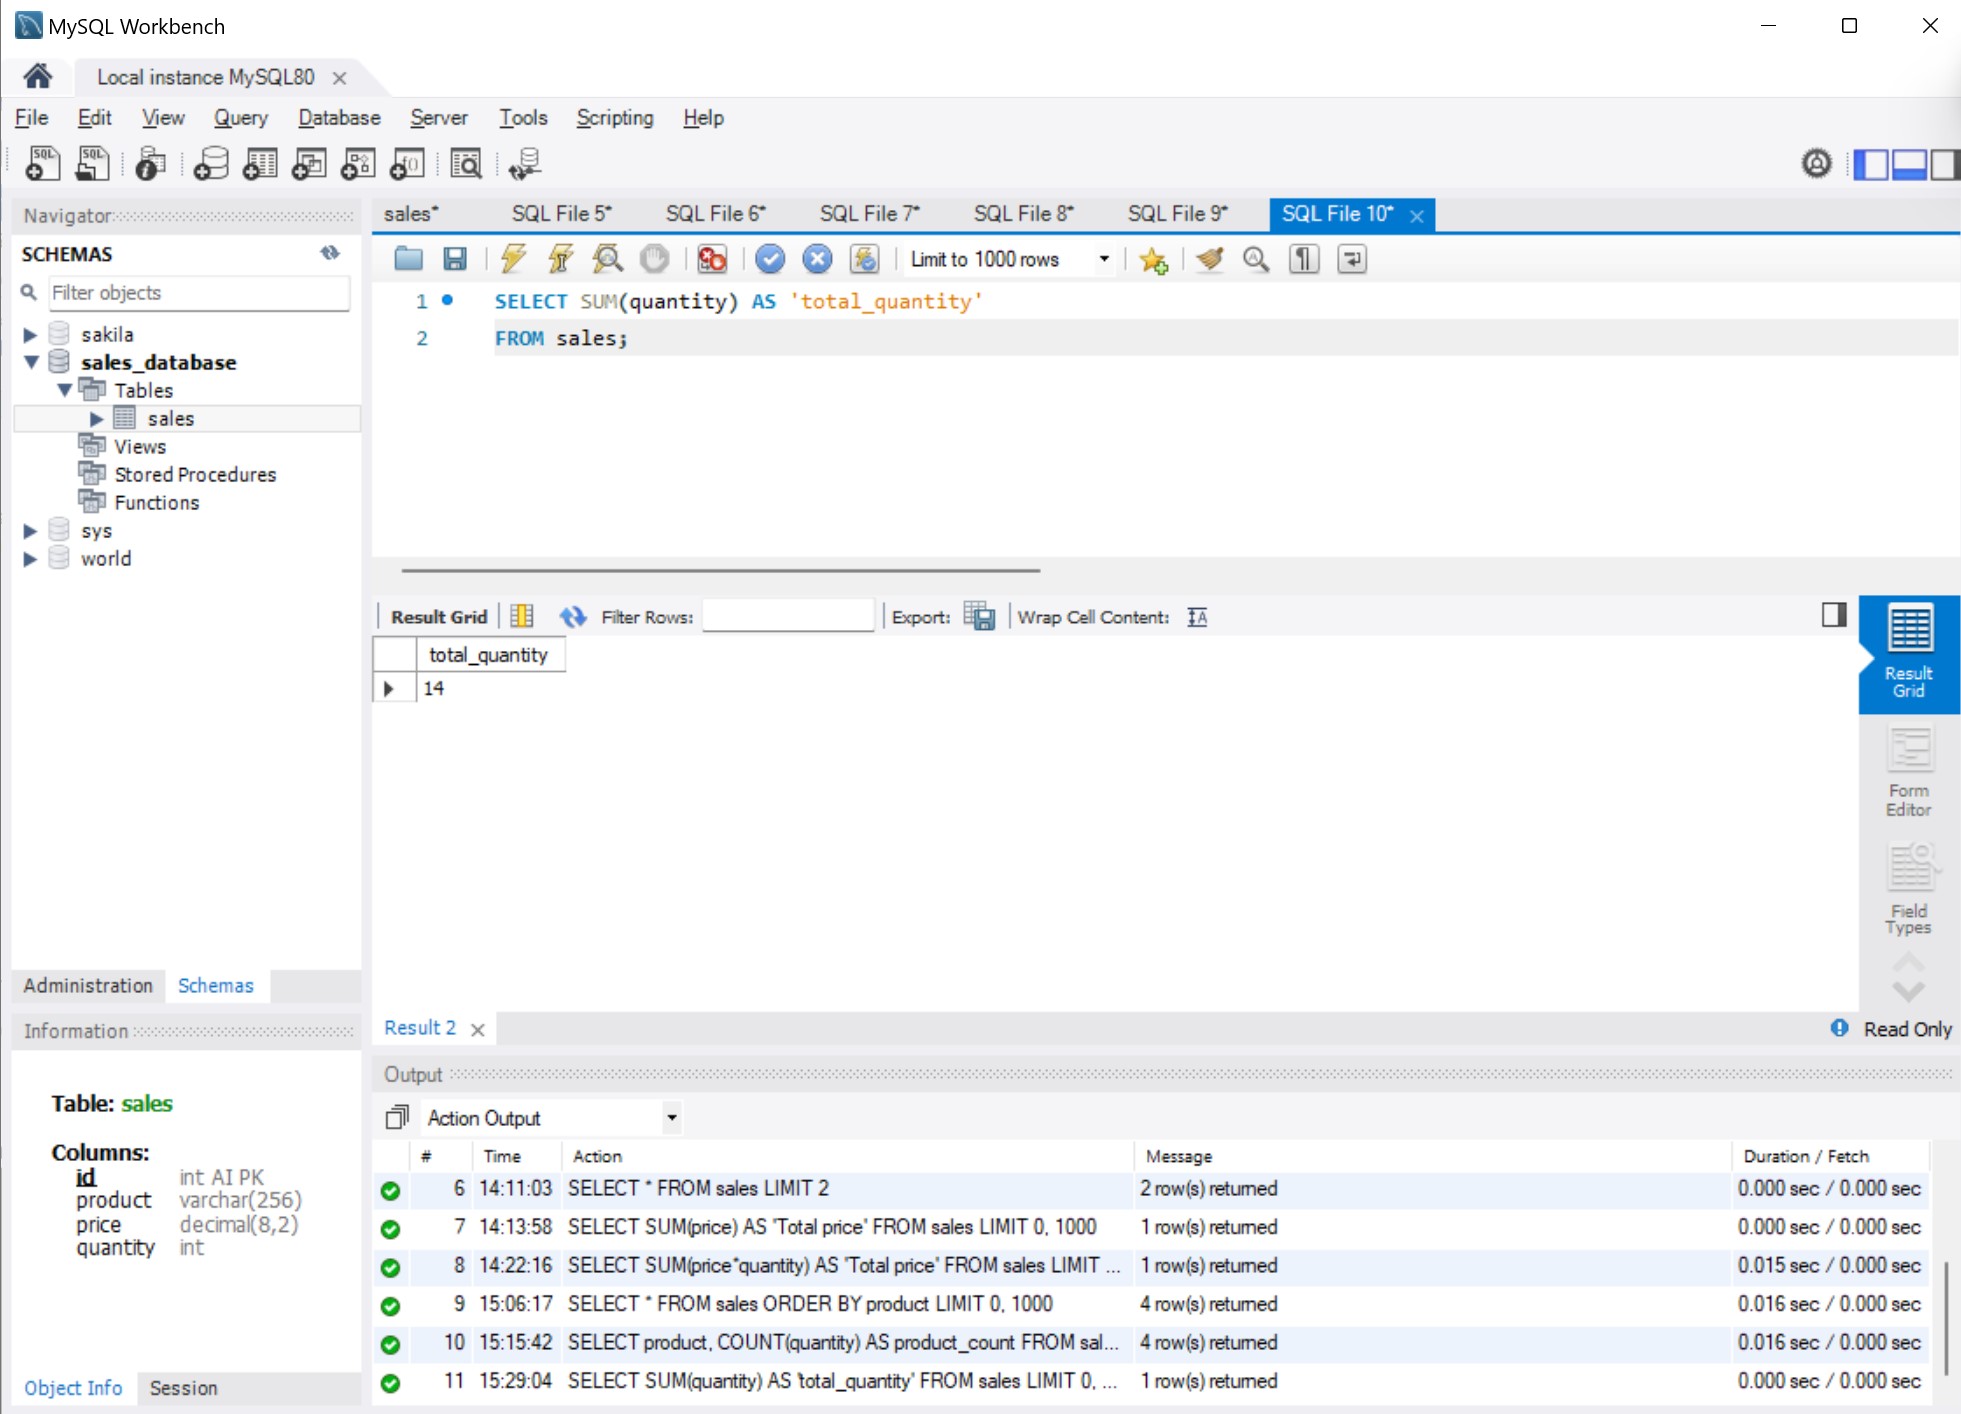 MySQL Workbench
Local instance MySQL80
File Edit View Query Database Server Tools Scripting Help
Navigator
SCHEMAS
Filter objects
sakila
sales_database
Tables
sales
Views
Stored Procedures
Functions
sys
world
Administration Schemas
Information
Table: sales
Columns:
id int AI PK
product varchar(256)
price decimal(8,2)
quantity int
Object Info Session
sales* SQL File 5* SQL File 6* SQL File 7* SQL File 8* SQL File 9* SQL File 10*
Limit to 1000 rows
1 SELECT SUM(quantity) AS 'total_quantity'
2 FROM sales;
Result Grid Filter Rows: Export: Wrap Cell Content:
total_quantity
14
Result
Grid
Form
Editor
Field
Types
Result 2 Read Only
Output
Action Output
# Time Action Message Duration / Fetch
6 14:11:03 SELECT * FROM sales LIMIT 2 2 row(s) returned 0.000 sec / 0.000 sec
7 14:13:58 SELECT SUM(price) AS 'Total price' FROM sales LIMIT 0, 1000 1 row(s) returned 0.000 sec / 0.000 sec
8 14:22:16 SELECT SUM(price*quantity) AS 'Total price' FROM sales LIMIT ... 1 row(s) returned 0.015 sec / 0.000 sec
9 15:06:17 SELECT * FROM sales ORDER BY product LIMIT 0, 1000 4 row(s) returned 0.016 sec / 0.000 sec
10 15:15:42 SELECT product, COUNT(quantity) AS product_count FROM sal... 4 row(s) returned 0.016 sec / 0.000 sec
11 15:29:04 SELECT SUM(quantity) AS 'total_quantity' FROM sales LIMIT 0, ... 1 row(s) returned 0.000 sec / 0.000 sec